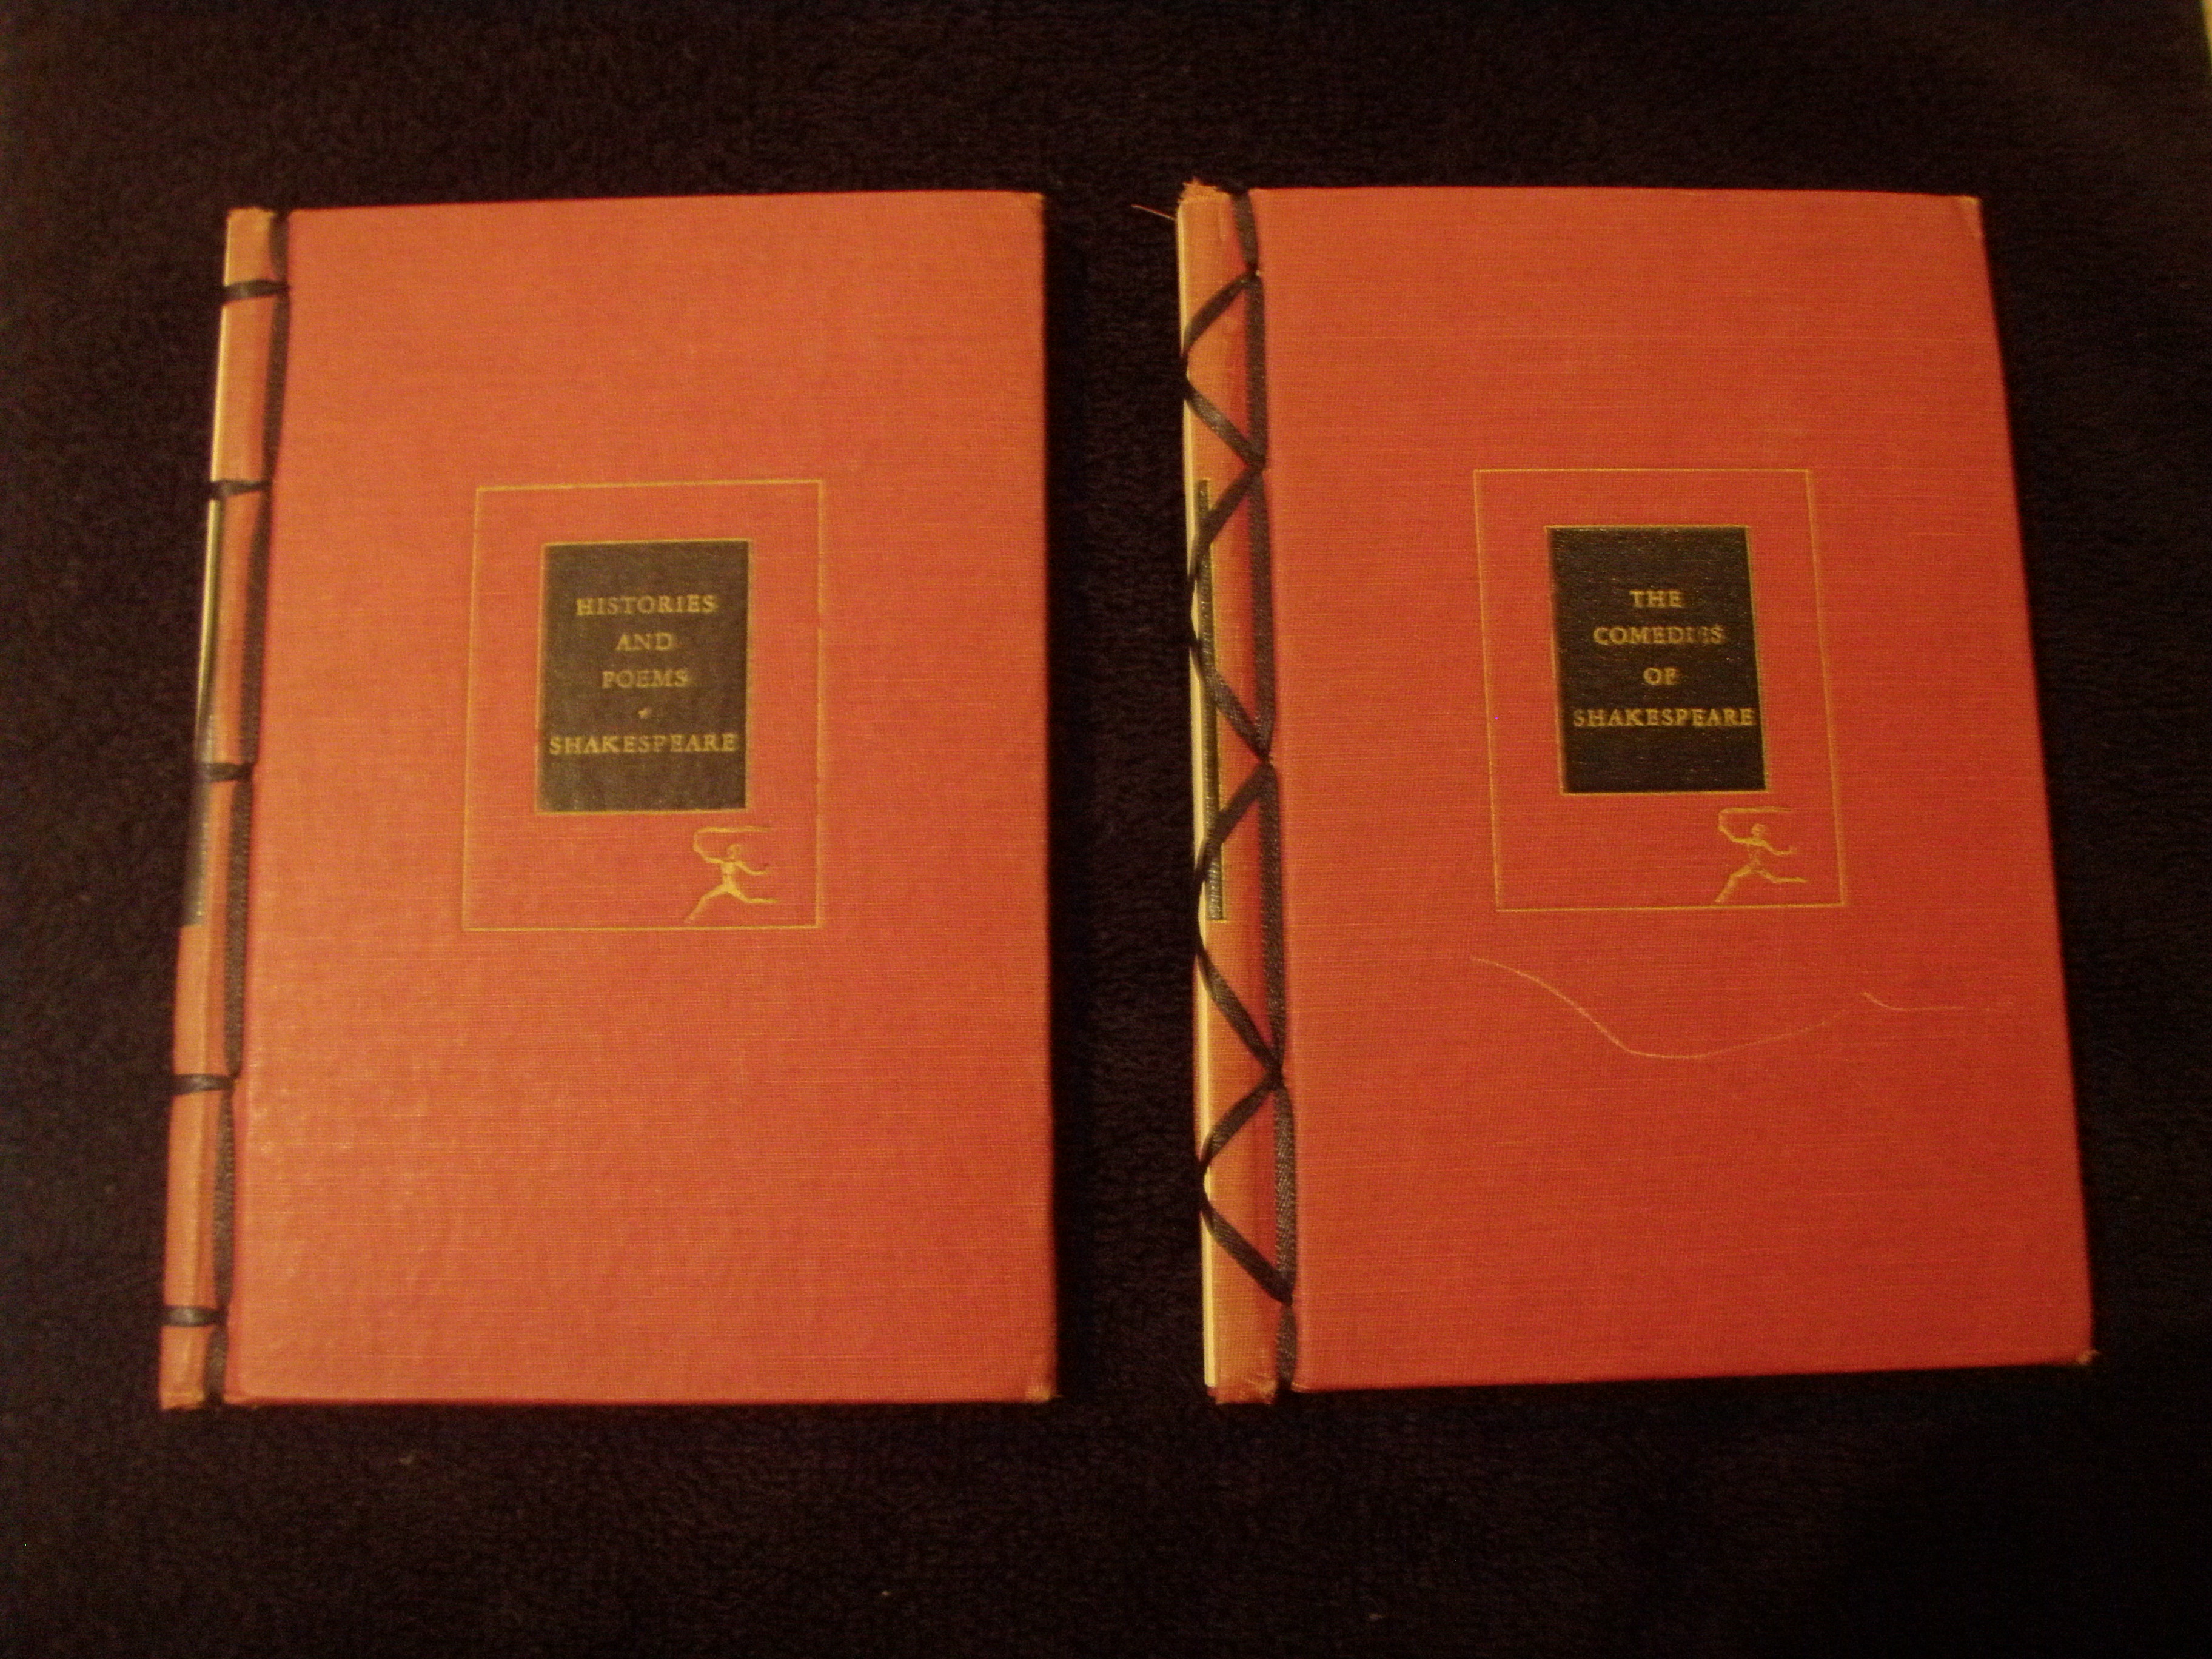 HISTORIES
AND
POEMS
SHAKESPEARE
THE
COMEDIES
OF
SHAKESPEARE